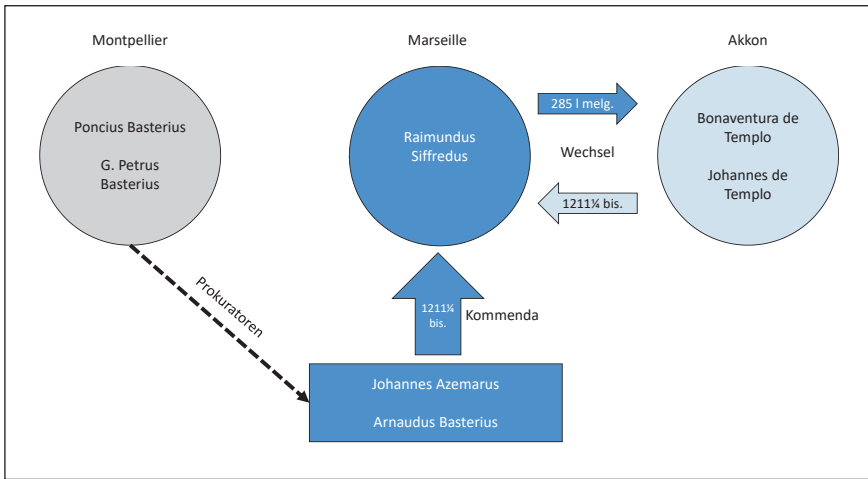 Montpellier
Marseille
Akkon
Poncius Basterius
G. Petrus
Basterius
Raimundus
Siffredus
285 l melg.
Wechsel
1211¼ bis.
Bonaventura de
Templo
Johannes de
Templo
Prokuratoren
1211¼
bis.
Kommenda
Johannes Azemarus
Arnaudus Basterius